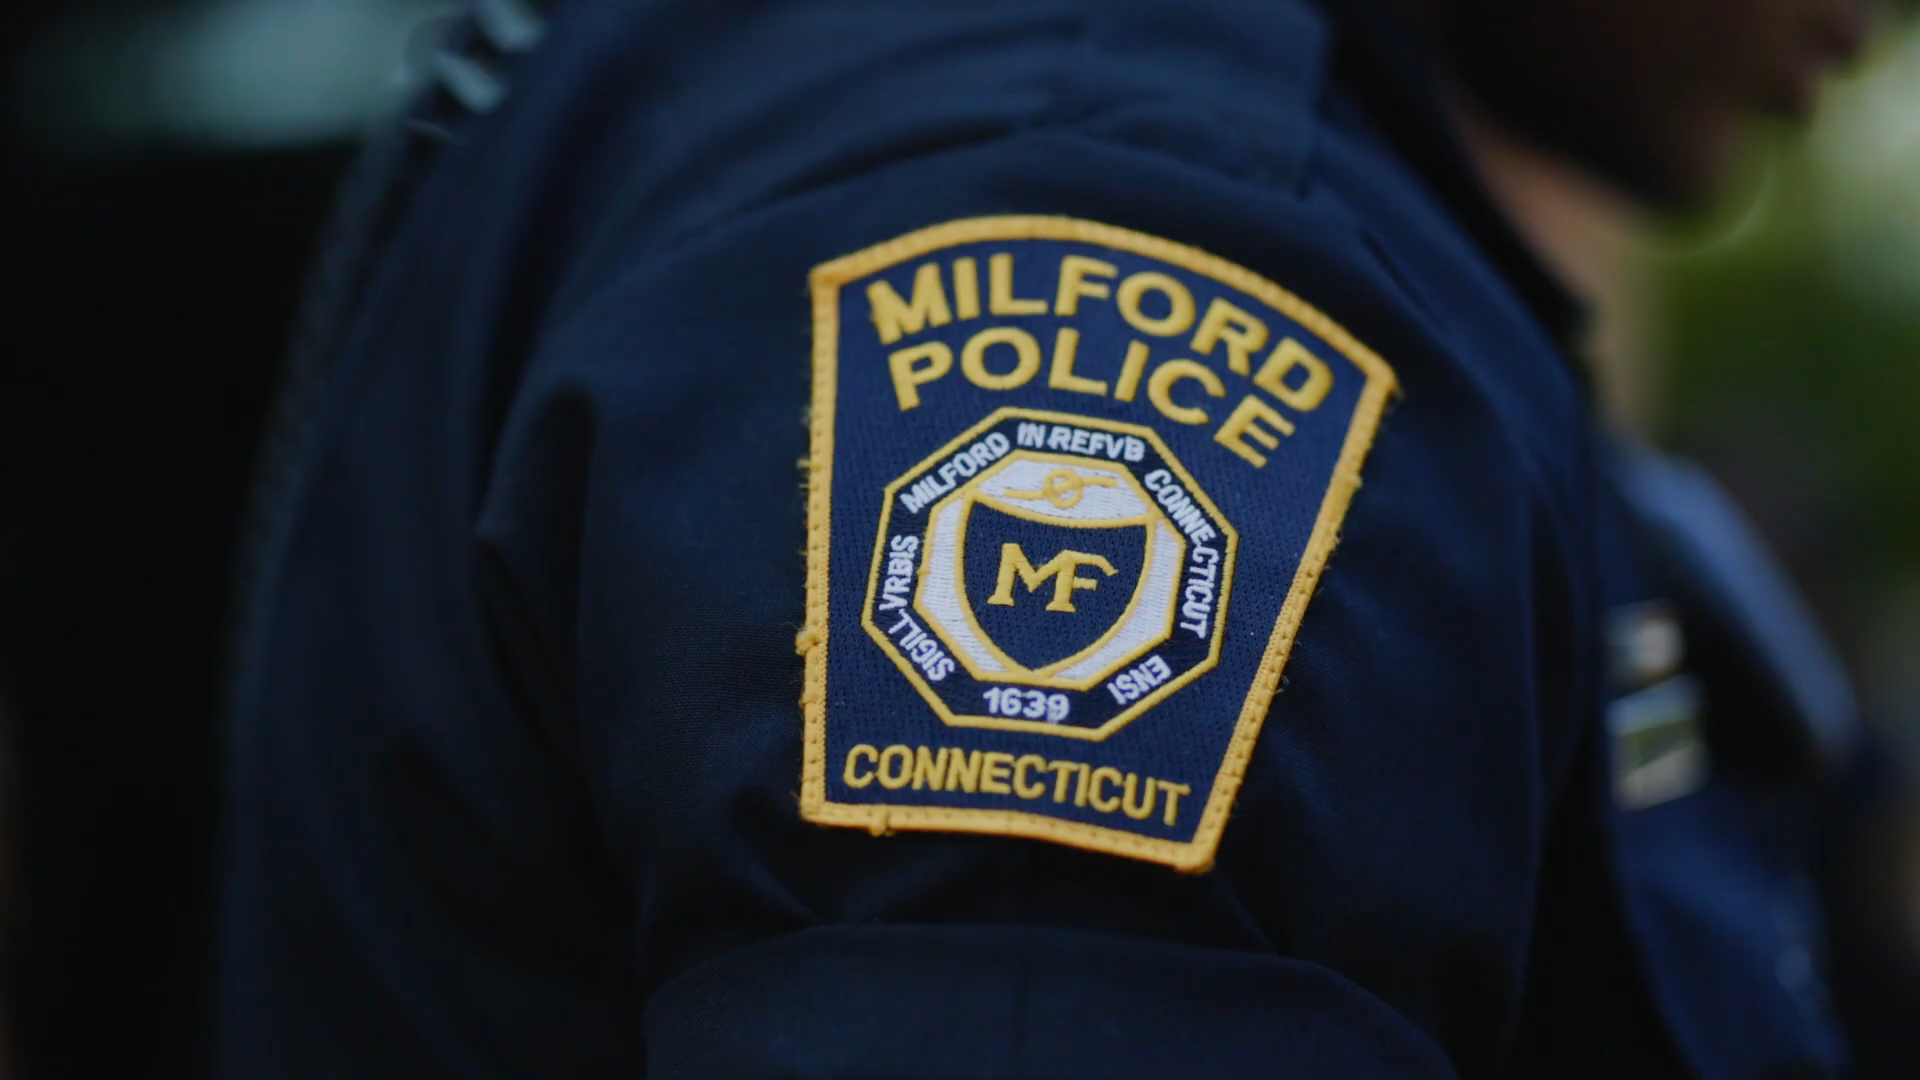 MILFORD
POLICE
SIGILL VRBIS MILFORD IN REFVB CONNECTICUT ENSI
MF
1639
CONNECTICUT